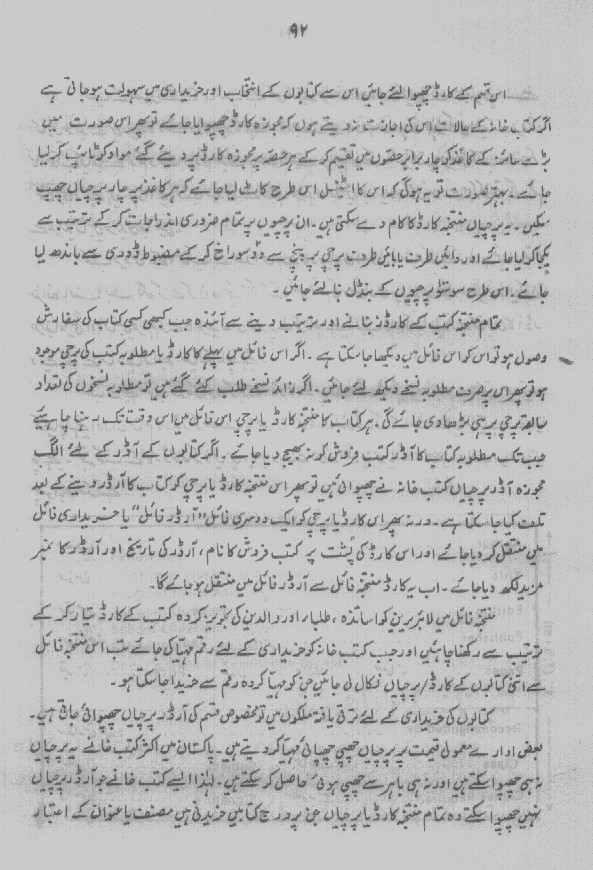 ۹۲
اس قسم کے کارڈ چھپوا لئے جائیں اس سے کتابوں کے انتخاب اور خریداری میں سہولت ہو جاتی ہے
اگر کتب خانہ کے حالات اس کی اجازت نہ دیتے ہوں کہ مجوزہ کارڈ چھپوایا جائے تو پھر اس صورت میں
بڑے سائز کے کاغذ کو چار برابر حصوں میں تقسیم کر کے ہر حصہ پر مجوزہ کارڈ پر دیئے گئے مواد کو ٹائپ کر لیا
جائے۔ بہتر صورت تو یہ ہو گی کہ اس کا اسٹینسل اس طرح کاٹ لیا جائے کہ ہر کاغذ پر چار پرچیاں چھپ
سکیں۔ یہ پرچیاں منتخبہ کارڈ کا کام دے سکتی ہیں۔ ان پرچوں پر تمام ضروری اندراجات کر کے ترتیب سے
یکجا کر لیا جائے اور دائیں طرف یا بائیں طرف پرچی پر پنچ سے دو سوراخ کر کے مضبوط ڈوری سے باندھ لیا
جائے۔ اس طرح سو سو پرچیوں کے بنڈل بنا لئے جائیں۔
تمام منتخبہ کتب کے کارڈز بنانے اور ترتیب دینے سے آئندہ جب کبھی کسی کتاب کی سفارش
وصول ہو تو اس کو اس فائل میں دیکھا جا سکتا ہے۔ اگر اس فائل میں پہلے کا کارڈ یا مطلوبہ کتب کی پرچی موجود
ہو تو پھر اس پر صرف مطلوبہ نسخے دیکھ لئے جائیں۔ اگر زائد نسخے طلب کئے گئے ہیں تو مطلوبہ نسخوں کی تعداد
سابقہ پرچی پر ہی بڑھا دی جائے گی۔ ہر کتاب کا منتخبہ کارڈ یا پرچی اس فائل میں اس وقت تک رہنا چاہیئے
جب تک مطلوبہ کتاب کا آڈر کتب فروش کو نہ بھیج دیا جائے۔ اگر کتابوں کے آڈر کے لئے الگ
مجوزہ آڈر پرچیاں کتب خانہ نے چھپوائی ہیں تو پھر اس منتخبہ کارڈ یا پرچی کو کتاب کا آرڈر دینے کے بعد
تلف کیا جا سکتا ہے۔ ورنہ پھر اس کارڈ یا پرچی کو ایک دوسری فائل "آرڈر فائل" یا خریداری فائل
میں منتقل کر دیا جائے اور اس کارڈ کی پشت پر کتب فروش کا نام، آرڈر کی تاریخ اور آرڈر کا نمبر
مزید لکھ دیا جائے۔ اب یہ کارڈ منتخبہ فائل سے آرڈر فائل میں منتقل ہو جائے گا۔
منتخبہ فائل میں لائبریرین کو اساتذہ، طلباء اور والدین کی تجویز کردہ کتب کے کارڈ تیار کر کے
ترتیب سے رکھنا چاہئیں اور جب کتب خانہ کو خریداری کے لئے رقم مہیا کی جائے تب اس منتخبہ فائل
سے اتنی کتابوں کے کارڈ/پرچیاں نکال لی جائیں جن کو مہیا کردہ رقم سے خریدا جا سکتا ہو۔
کتابوں کی خریداری کے لئے ترقی یافتہ ملکوں میں تو مخصوص قسم کی آرڈر پرچیاں چھپوائی جاتی ہیں۔
بعض ادارے معمولی قیمت پر یہ پرچیاں چھپی چھپائی مہیا کر دیتے ہیں۔ پاکستان میں اکثر کتب خانے یہ پرچیاں
نہ ہی چھپوا سکتے ہیں اور نہ ہی باہر سے چھپی ہوئی حاصل کر سکتے ہیں۔ لہٰذا ایسے کتب خانے جو آرڈر پرچیاں
نہیں چھپوا سکتے وہ تمام منتخبہ کارڈ یا پرچیاں جن پر درج کتابیں خریدنی ہیں مصنف یا عنوان کے اعتبار